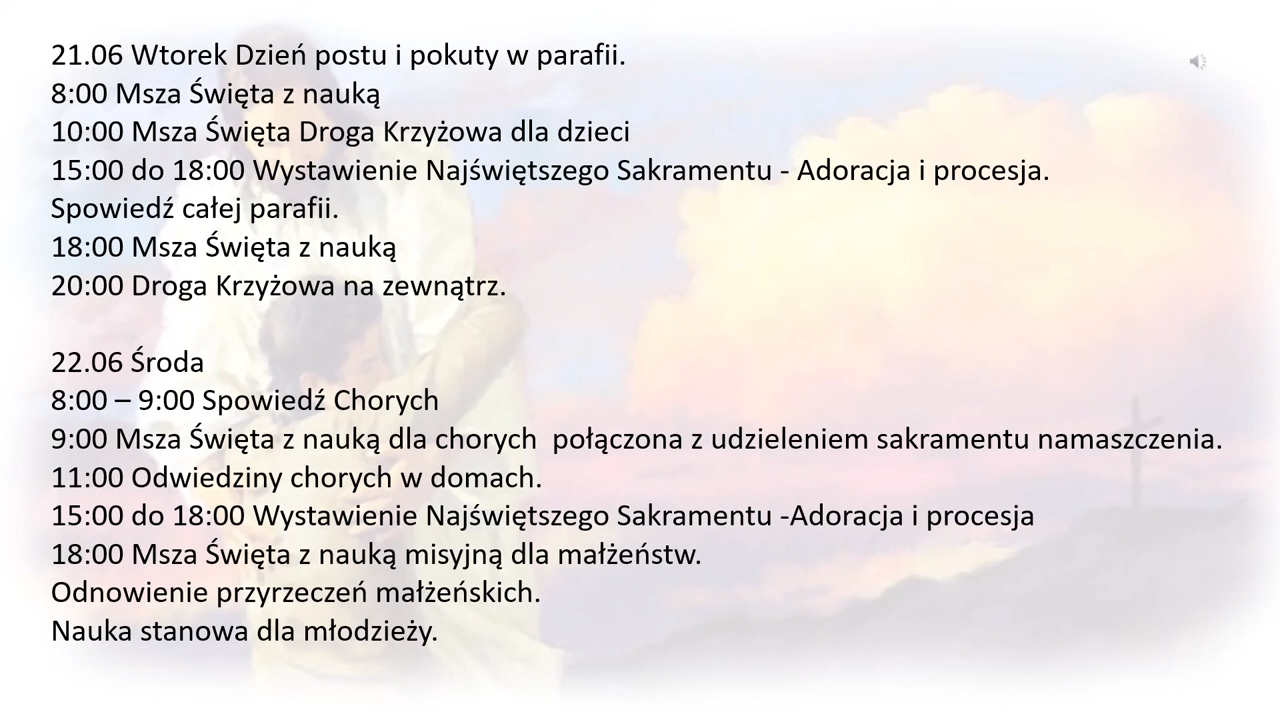 21.06 Wtorek Dzień postu i pokuty w parafii.
8:00 Msza Święta z nauką
10:00 Msza Święta Droga Krzyżowa dla dzieci
15:00 do 18:00 Wystawienie Najświętszego Sakramentu - Adoracja i procesja.
Spowiedź całej parafii.
18:00 Msza Święta z nauką
20:00 Droga Krzyżowa na zewnątrz.
22.06 Środa
8:00 – 9:00 Spowiedź Chorych
9:00 Msza Święta z nauką dla chorych  połączona z udzieleniem sakramentu namaszczenia.
11:00 Odwiedziny chorych w domach.
15:00 do 18:00 Wystawienie Najświętszego Sakramentu -Adoracja i procesja
18:00 Msza Święta z nauką misyjną dla małżeństw.
Odnowienie przyrzeczeń małżeńskich.
Nauka stanowa dla młodzieży.